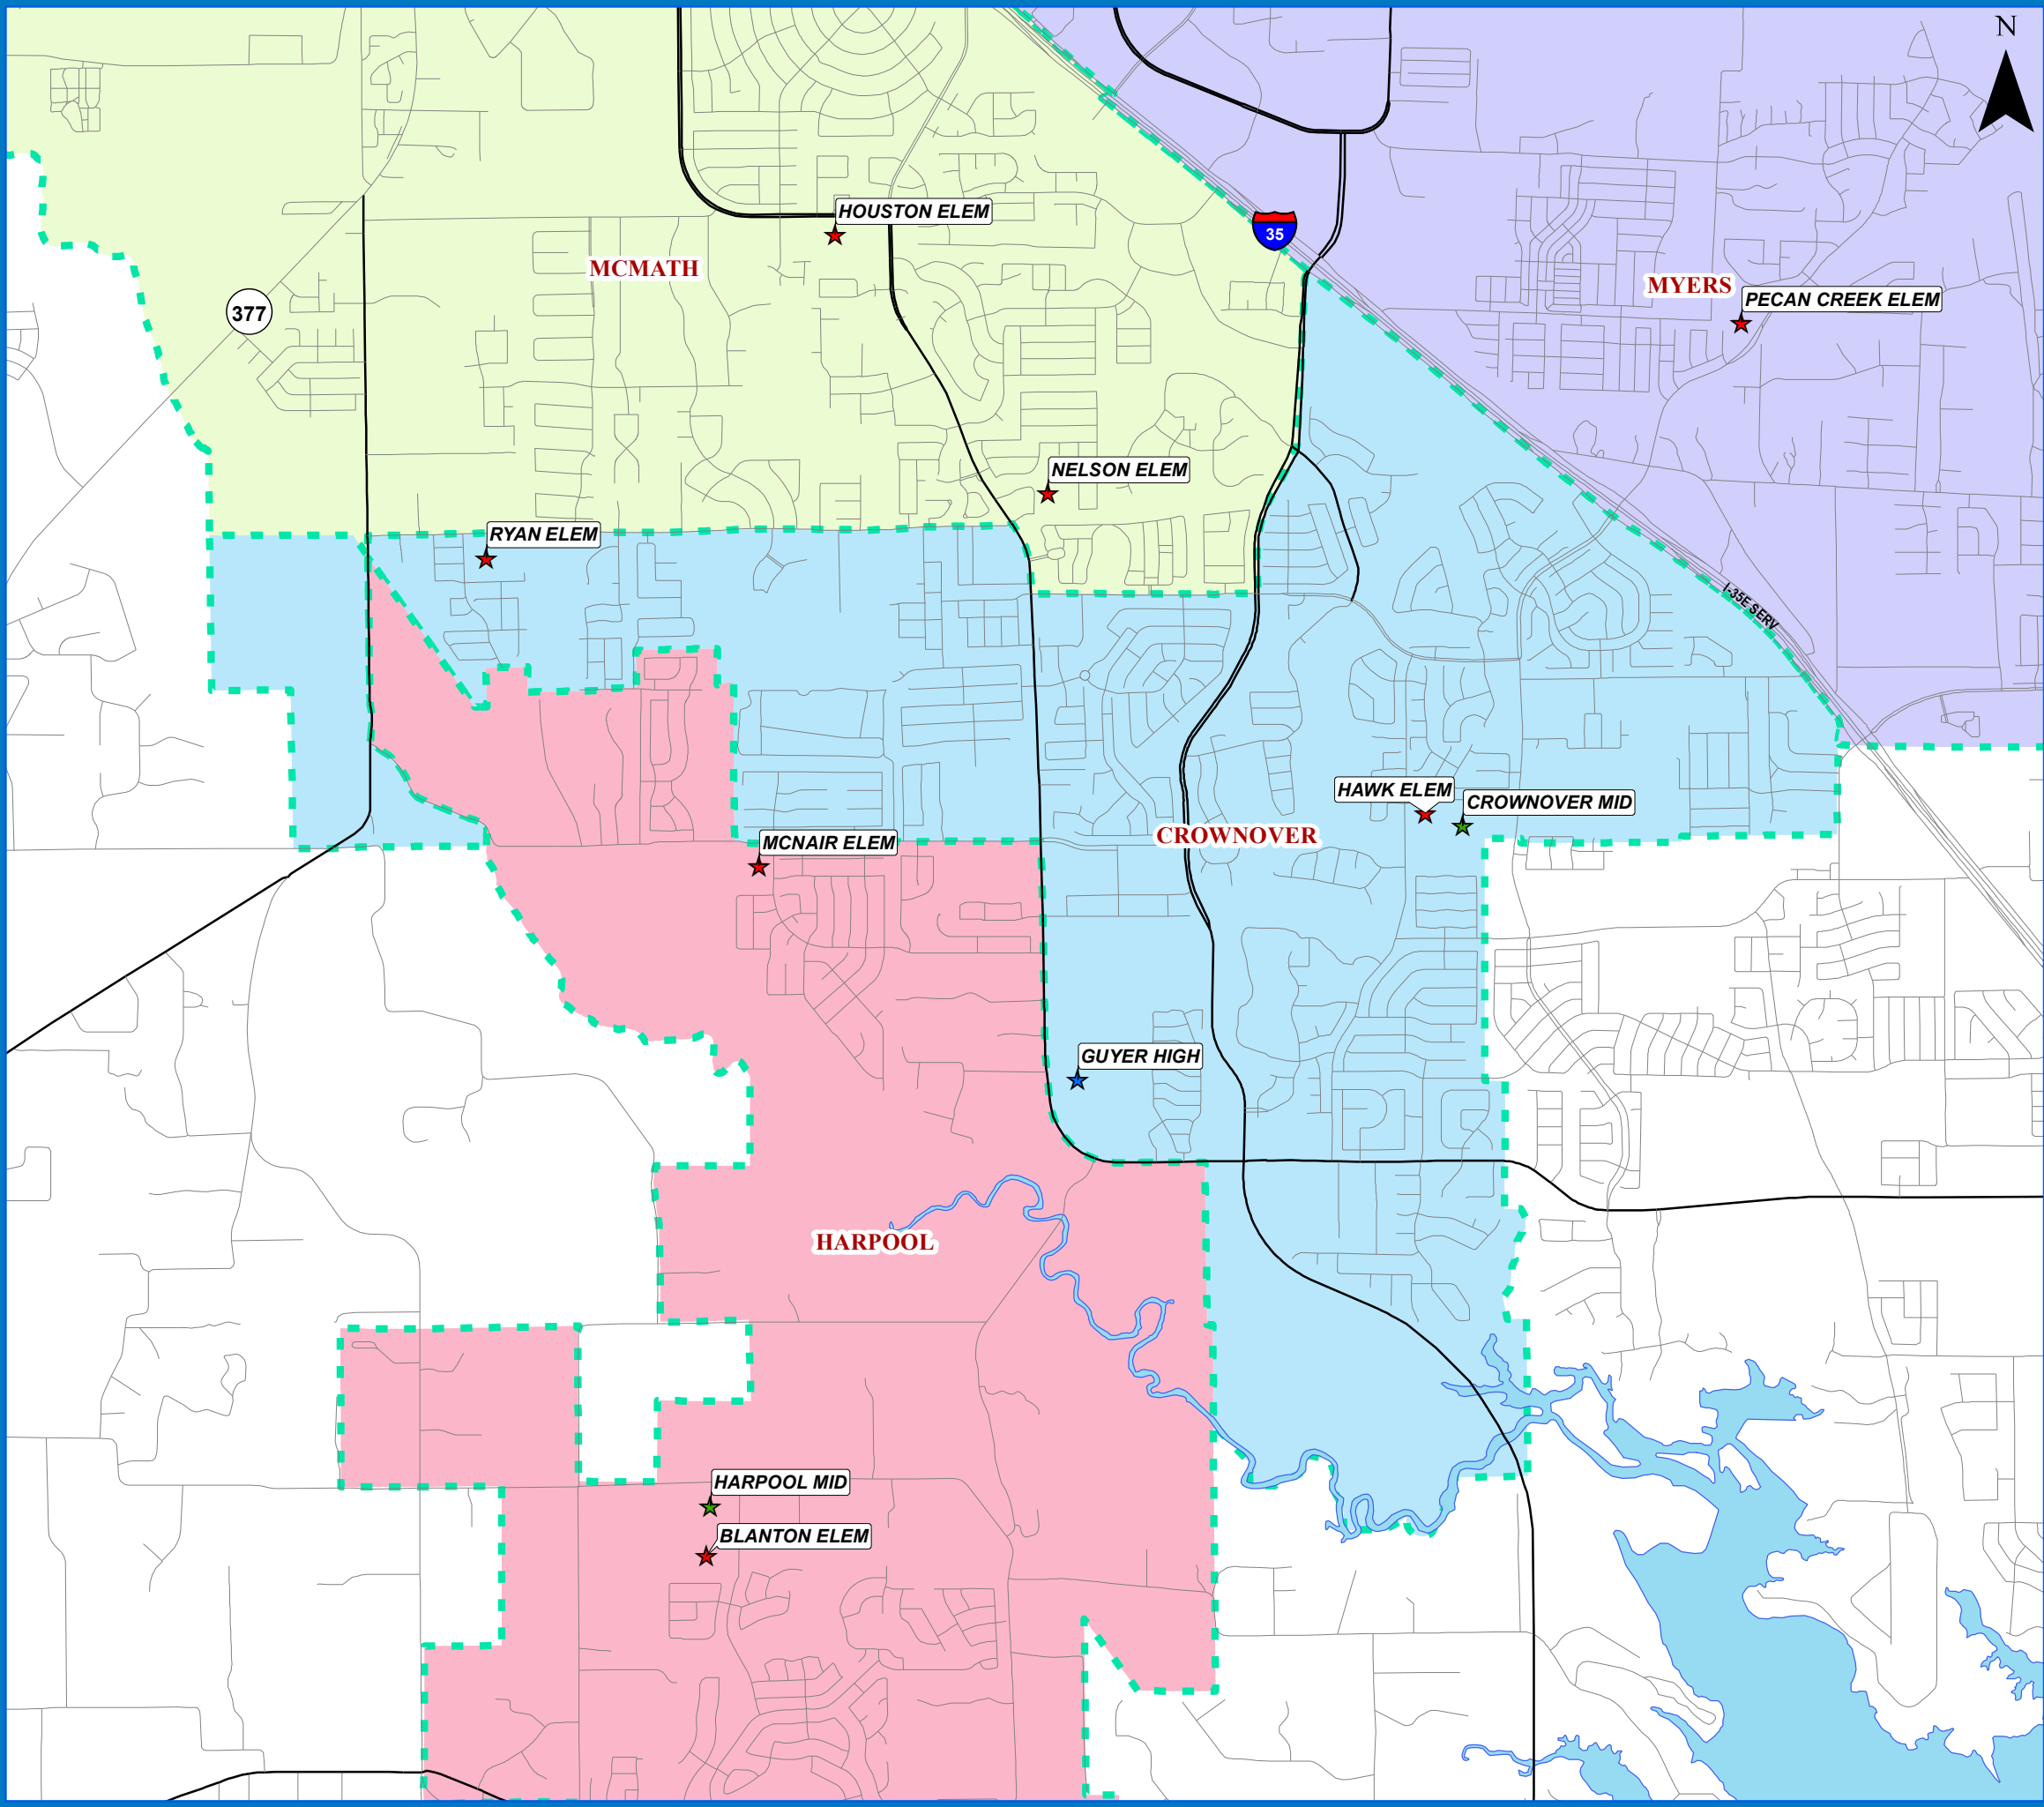 N
HOUSTON ELEM
35
MCMATH
MYERS
PECAN CREEK ELEM
377
NELSON ELEM
RYAN ELEM
I-35E SERV
HAWK ELEM
CROWNOVER MID
CROWNOVER
MCNAIR ELEM
GUYER HIGH
HARPOOL
HARPOOL MID
BLANTON ELEM